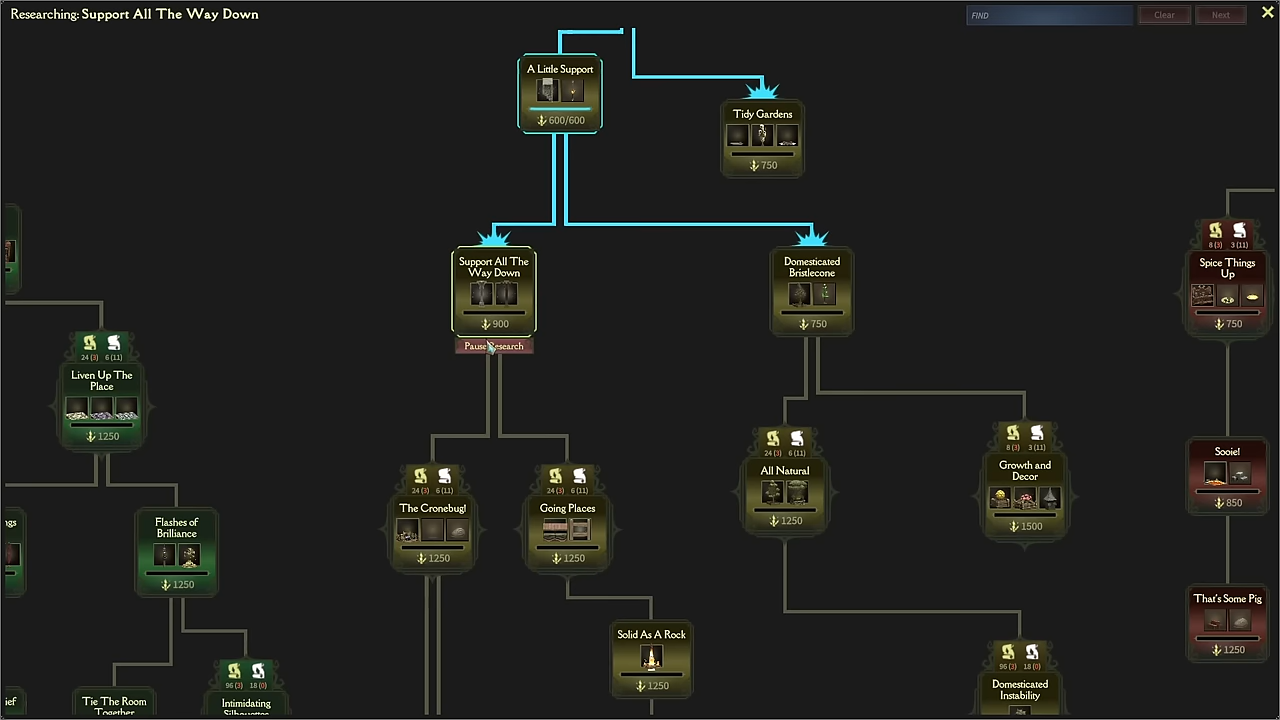 Researching: Support All The Way Down
FIND
Clear
Next
A Little Support
600/600
Tidy Gardens
750
Support All The
Way Down
900
Pause Research
Domesticated
Bristlecone
750
8 (3) 3 (11)
Spice Things
Up
750
24 (3) 6 (11)
Liven Up The
Place
1250
24 (3) 6 (11)
The Cronebug!
1250
24 (3) 6 (11)
Going Places
1250
24 (3) 6 (11)
All Natural
1250
8 (3) 3 (11)
Growth and
Decor
1500
Sooie!
850
ngs
Flashes of
Brilliance
1250
That's Some Pig
1250
Solid As A Rock
1250
96 (3) 18 (0)
Domesticated
Instability
96 (3) 18 (0)
Intimidating
Silhouettes
ief
Tie The Room
Together